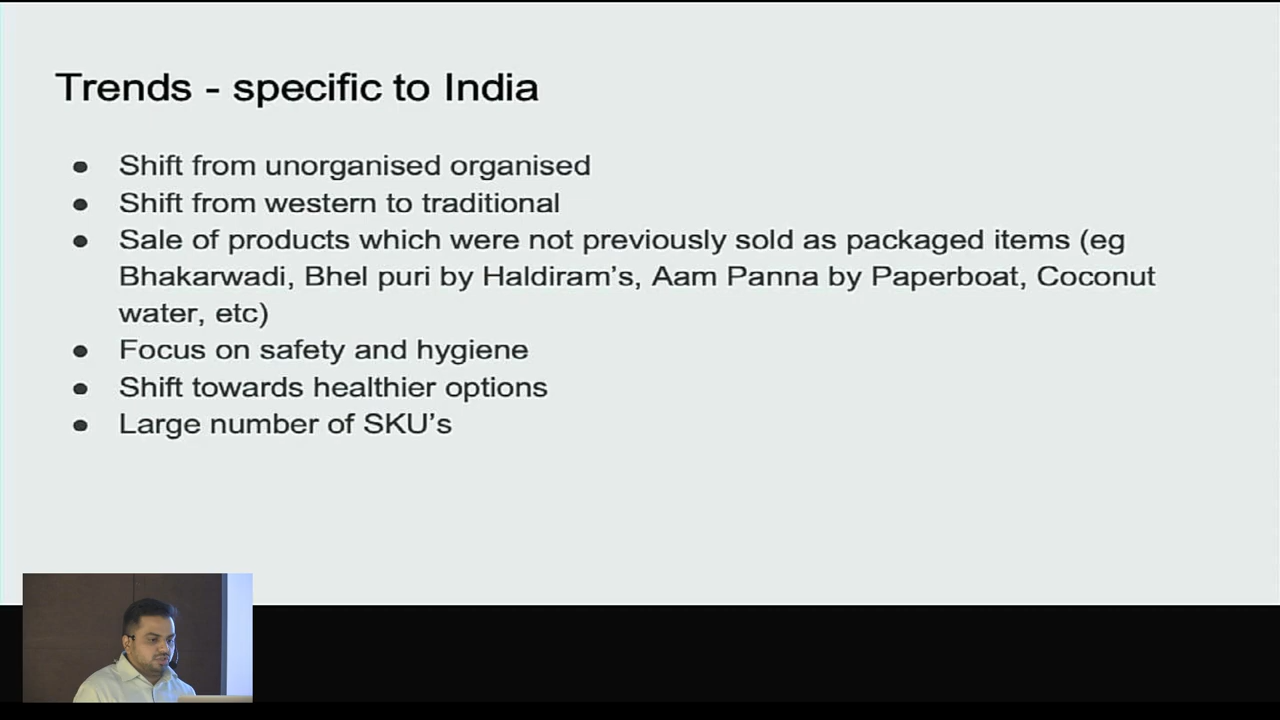 Trends - specific to India
● Shift from unorganised organised
● Shift from western to traditional
● Sale of products which were not previously sold as packaged items (eg
Bhakarwadi, Bhel puri by Haldiram’s, Aam Panna by Paperboat, Coconut
water, etc)
● Focus on safety and hygiene
● Shift towards healthier options
● Large number of SKU’s